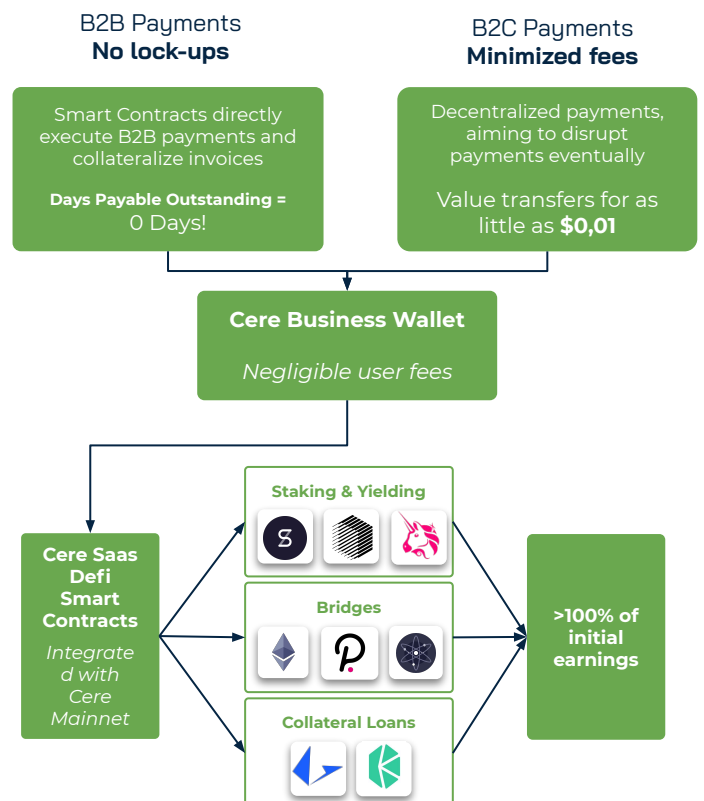 B2B Payments
No lock-ups
B2C Payments
Minimized fees
Smart Contracts directly
execute B2B payments and
collateralize invoices
Days Payable Outstanding =
0 Days!
Decentralized payments,
aiming to disrupt
payments eventually
Value transfers for as
little as $0,01
Cere Business Wallet
Negligible user fees
Cere Saas
Defi
Smart
Contracts
Integrate
d with
Cere
Mainnet
Staking & Yielding
Bridges
Collateral Loans
>100% of
initial
earnings